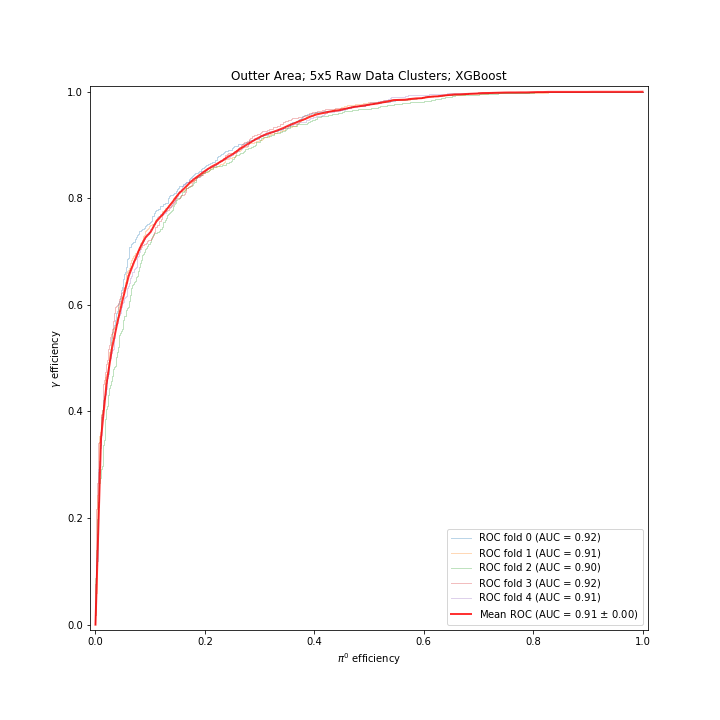 Outter Area; 5x5 Raw Data Clusters; XGBoost
1.0
0.8
0.6
0.4
0.2
0.0
γ efficiency
0.0 0.2 0.4 0.6 0.8 1.0
π⁰ efficiency
ROC fold 0 (AUC = 0.92)
ROC fold 1 (AUC = 0.91)
ROC fold 2 (AUC = 0.90)
ROC fold 3 (AUC = 0.92)
ROC fold 4 (AUC = 0.91)
Mean ROC (AUC = 0.91 ± 0.00)